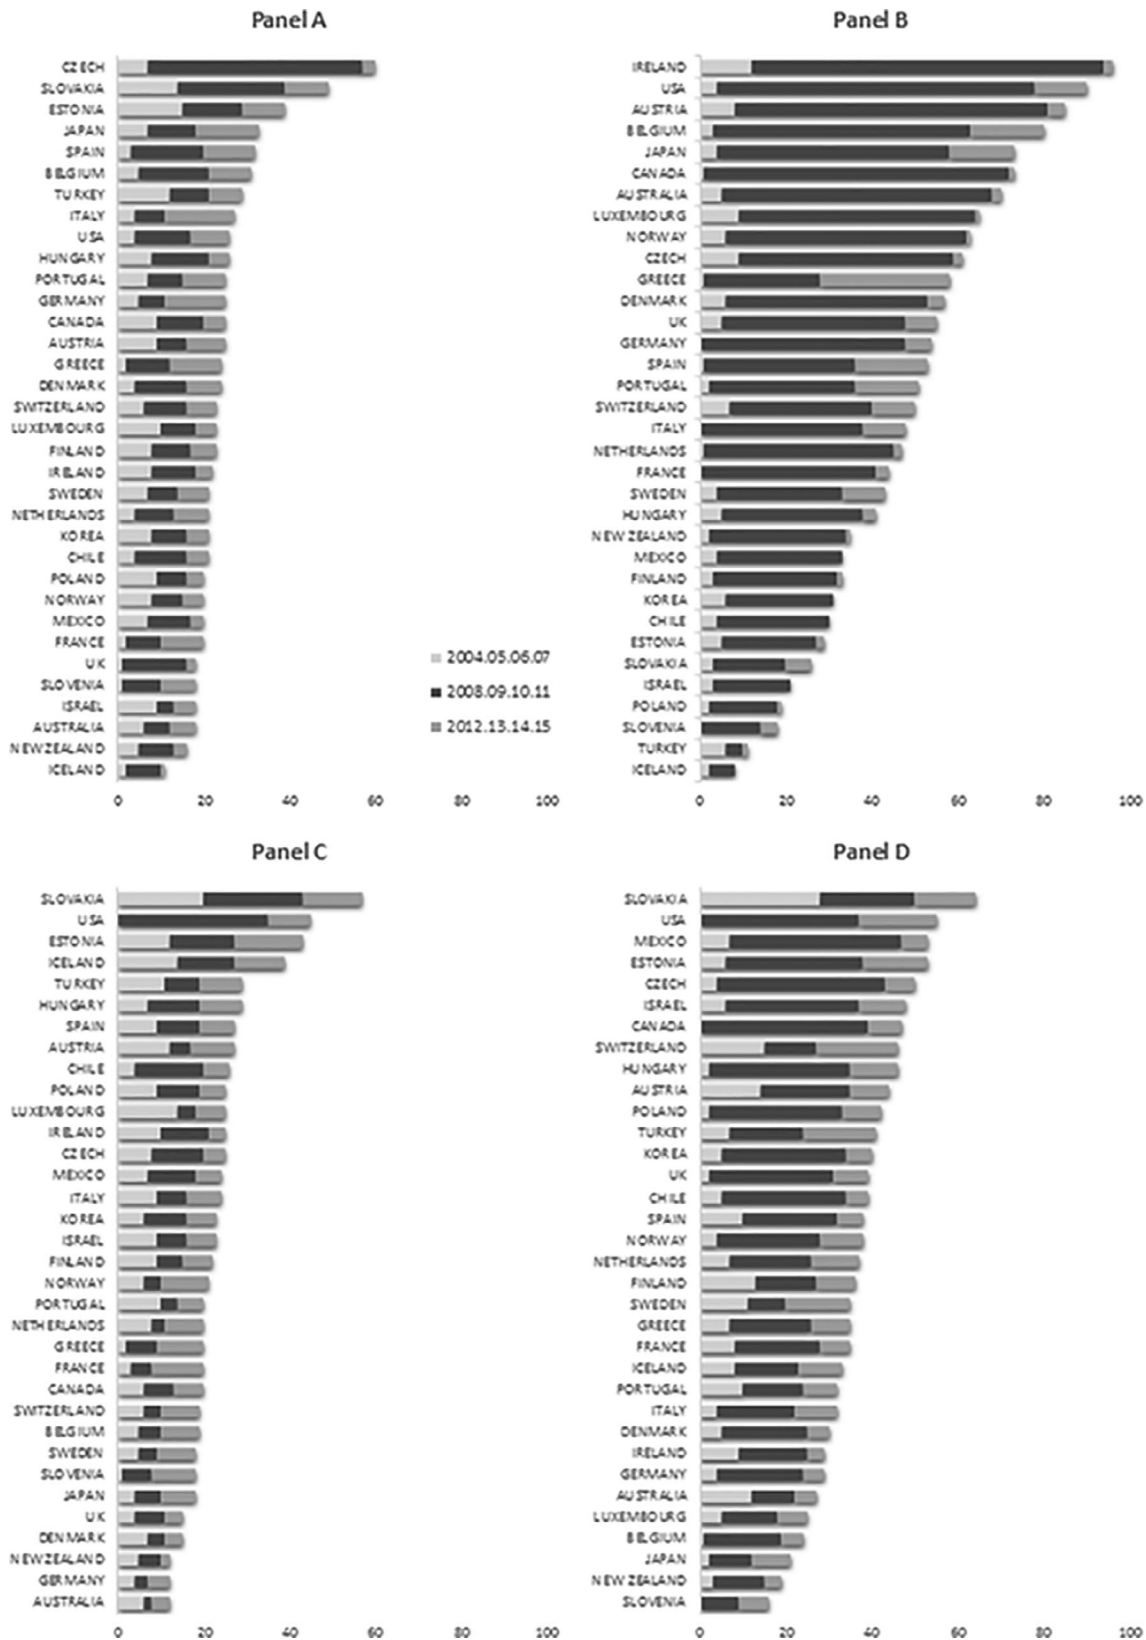 Panel A
CZECH
SLOVAKIA
ESTONIA
JAPAN
SPAIN
BELGIUM
TURKEY
ITALY
USA
HUNGARY
PORTUGAL
GERMANY
CANADA
AUSTRIA
GREECE
DENMARK
SWITZERLAND
LUXEMBOURG
FINLAND
IRELAND
SWEDEN
NETHERLANDS
KOREA
CHILE
POLAND
NORWAY
MEXICO
FRANCE
UK
SLOVENIA
ISRAEL
AUSTRALIA
NEW ZEALAND
ICELAND
0 20 40 60 80 100
2004.05.06.07
2008.09.10.11
2012.13.14.15
Panel B
IRELAND
USA
AUSTRIA
BELGIUM
JAPAN
CANADA
AUSTRALIA
LUXEMBOURG
NORWAY
CZECH
GREECE
DENMARK
UK
GERMANY
SPAIN
PORTUGAL
SWITZERLAND
ITALY
NETHERLANDS
FRANCE
SWEDEN
HUNGARY
NEW ZEALAND
MEXICO
FINLAND
KOREA
CHILE
ESTONIA
SLOVAKIA
ISRAEL
POLAND
SLOVENIA
TURKEY
ICELAND
0 20 40 60 80 100
Panel C
SLOVAKIA
USA
ESTONIA
ICELAND
TURKEY
HUNGARY
SPAIN
AUSTRIA
CHILE
POLAND
LUXEMBOURG
IRELAND
CZECH
MEXICO
ITALY
KOREA
ISRAEL
FINLAND
NORWAY
PORTUGAL
NETHERLANDS
GREECE
FRANCE
CANADA
SWITZERLAND
BELGIUM
SWEDEN
SLOVENIA
JAPAN
UK
DENMARK
NEW ZEALAND
GERMANY
AUSTRALIA
0 20 40 60 80 100
Panel D
SLOVAKIA
USA
MEXICO
ESTONIA
CZECH
ISRAEL
CANADA
SWITZERLAND
HUNGARY
AUSTRIA
POLAND
TURKEY
KOREA
UK
CHILE
SPAIN
NORWAY
NETHERLANDS
FINLAND
SWEDEN
GREECE
FRANCE
ICELAND
PORTUGAL
ITALY
DENMARK
IRELAND
GERMANY
AUSTRALIA
LUXEMBOURG
BELGIUM
JAPAN
NEW ZEALAND
SLOVENIA
0 20 40 60 80 100